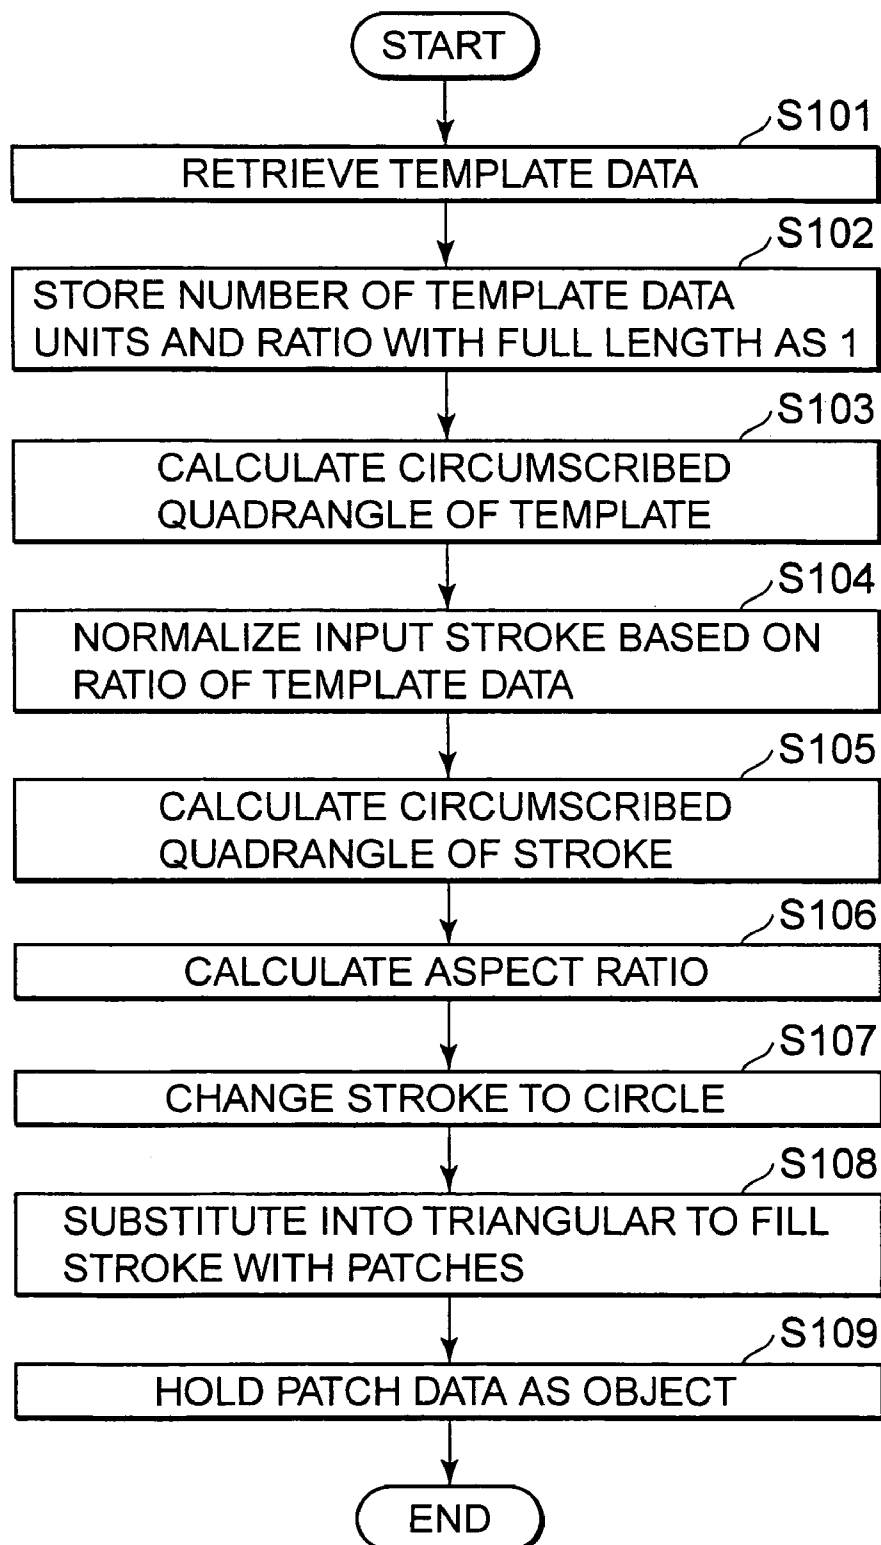 START
S101
RETRIEVE TEMPLATE DATA
S102
STORE NUMBER OF TEMPLATE DATA
UNITS AND RATIO WITH FULL LENGTH AS 1
S103
CALCULATE CIRCUMSCRIBED
QUADRANGLE OF TEMPLATE
S104
NORMALIZE INPUT STROKE BASED ON
RATIO OF TEMPLATE DATA
S105
CALCULATE CIRCUMSCRIBED
QUADRANGLE OF STROKE
S106
CALCULATE ASPECT RATIO
S107
CHANGE STROKE TO CIRCLE
S108
SUBSTITUTE INTO TRIANGULAR TO FILL
STROKE WITH PATCHES
S109
HOLD PATCH DATA AS OBJECT
END